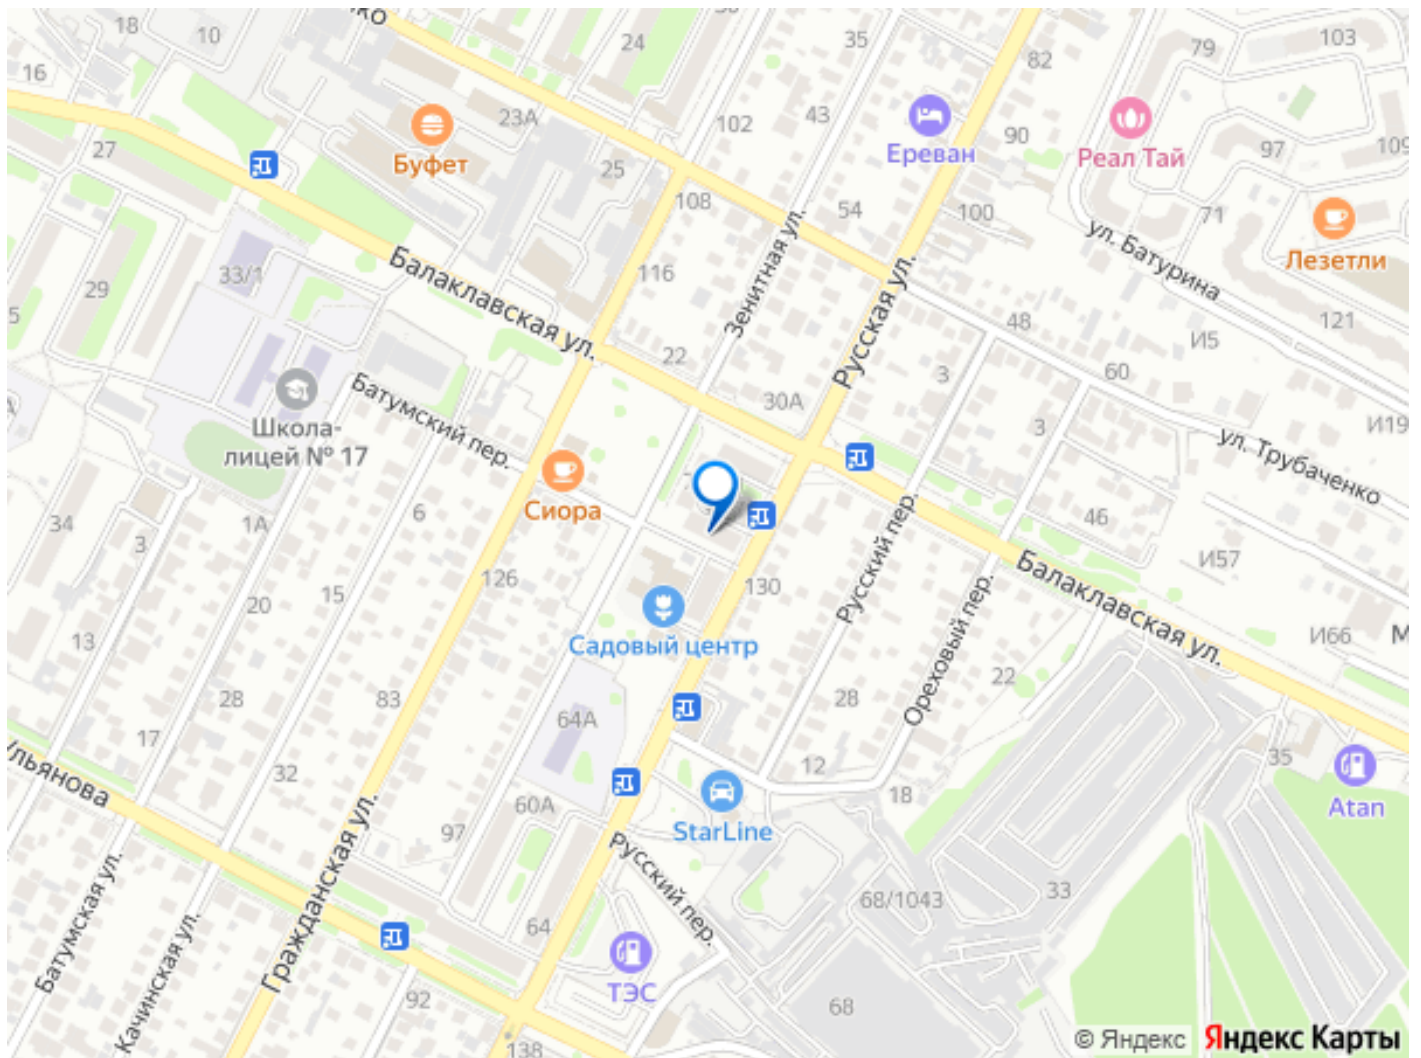 18
10
24
35
79
103
16
82
23А
43
102
90
Буфет
Ереван
Реал Тай
97
109
27
25
108
54
100
71
Зенитная ул.
ул. Батурина
Лезетли
33/1
116
Балаклавская ул.
Русская ул.
29
48
И5
121
22
3
60
30А
Батумский пер.
Школа-
лицей № 17
И19
3
ул. Трубаченко
Сиора
34
1А
6
46
3
Русский пер.
И57
126
130
Балаклавская ул.
20
15
Садовый центр
Ореховый пер.
И66
13
28
83
64А
28
22
17
Ульянова
32
12
18
35
60А
StarLine
Atan
97
Гражданская ул.
Русский пер.
68/1043
33
Батумская ул.
Качинская ул.
64
ТЭС
92
68
138
© Яндекс
Яндекс Карты